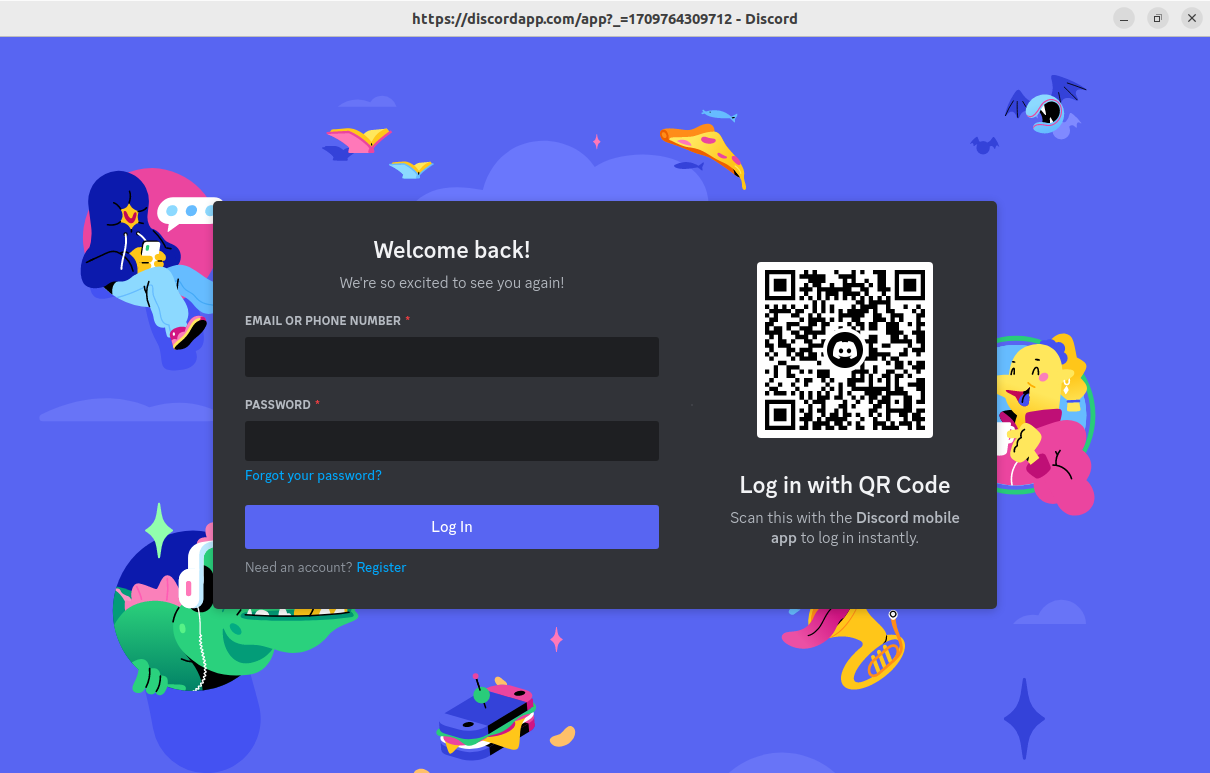 https://discordapp.com/app?_=1709764309712 - Discord
Welcome back!
We're so excited to see you again!
EMAIL OR PHONE NUMBER *
PASSWORD *
Forgot your password?
Log In
Need an account? Register
Log in with QR Code
Scan this with the Discord mobile
app to log in instantly.